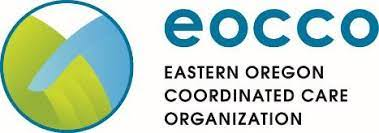 eocco
EASTERN OREGON
COORDINATED CARE
ORGANIZATION